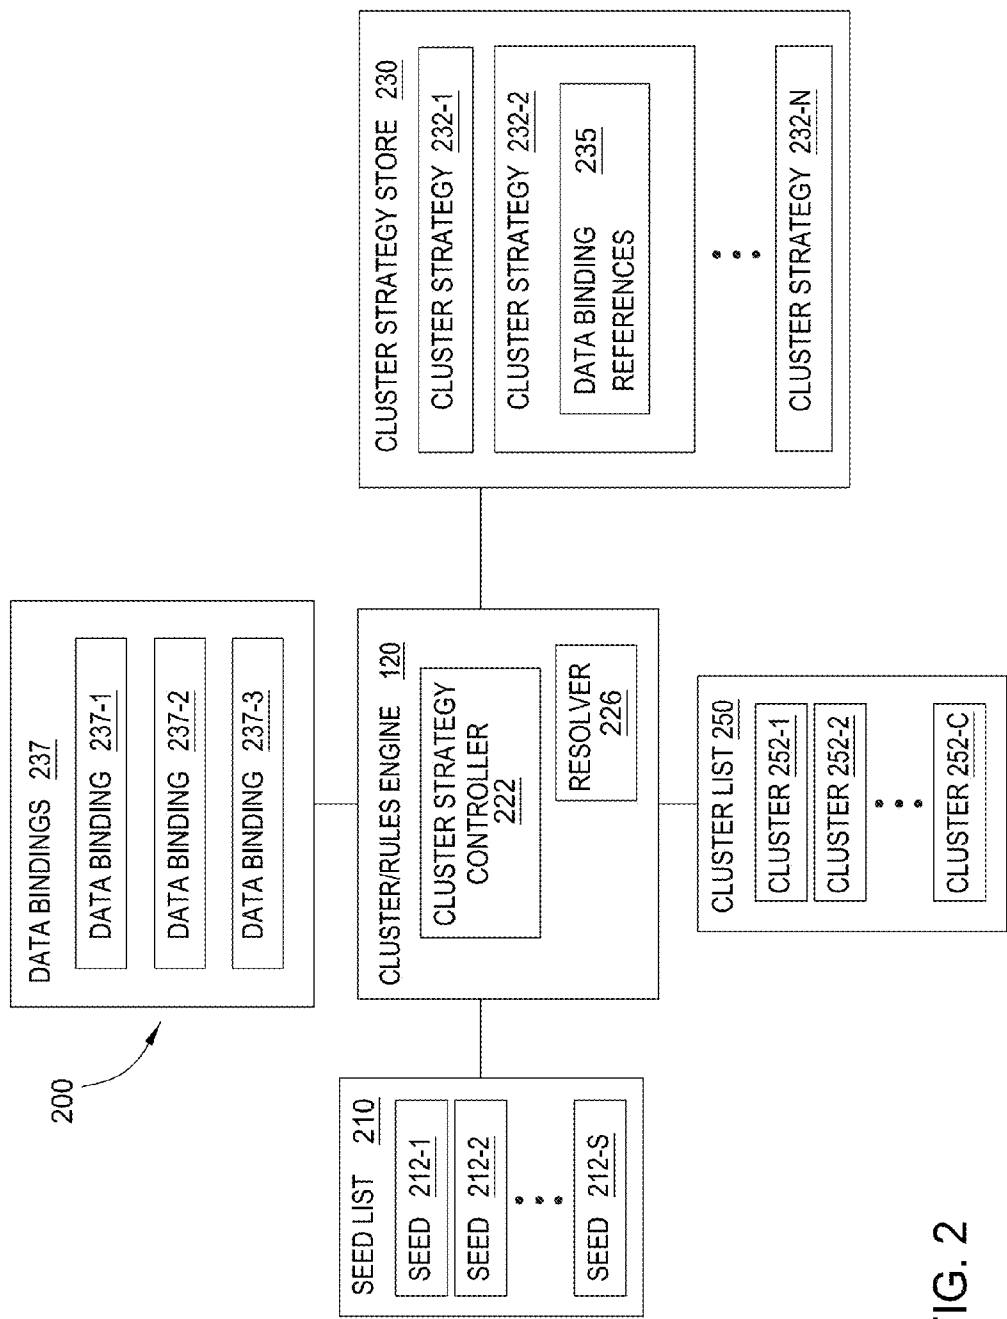 200
DATA BINDINGS 237
DATA BINDING 237-1
DATA BINDING 237-2
DATA BINDING 237-3
SEED LIST 210
SEED 212-1
SEED 212-2
SEED 212-S
CLUSTER/RULES ENGINE 120
CLUSTER STRATEGY
CONTROLLER
222
RESOLVER
226
CLUSTER STRATEGY STORE 230
CLUSTER STRATEGY 232-1
CLUSTER STRATEGY 232-2
DATA BINDING 235
REFERENCES
CLUSTER STRATEGY 232-N
CLUSTER LIST 250
CLUSTER 252-1
CLUSTER 252-2
CLUSTER 252-C
FIG. 2